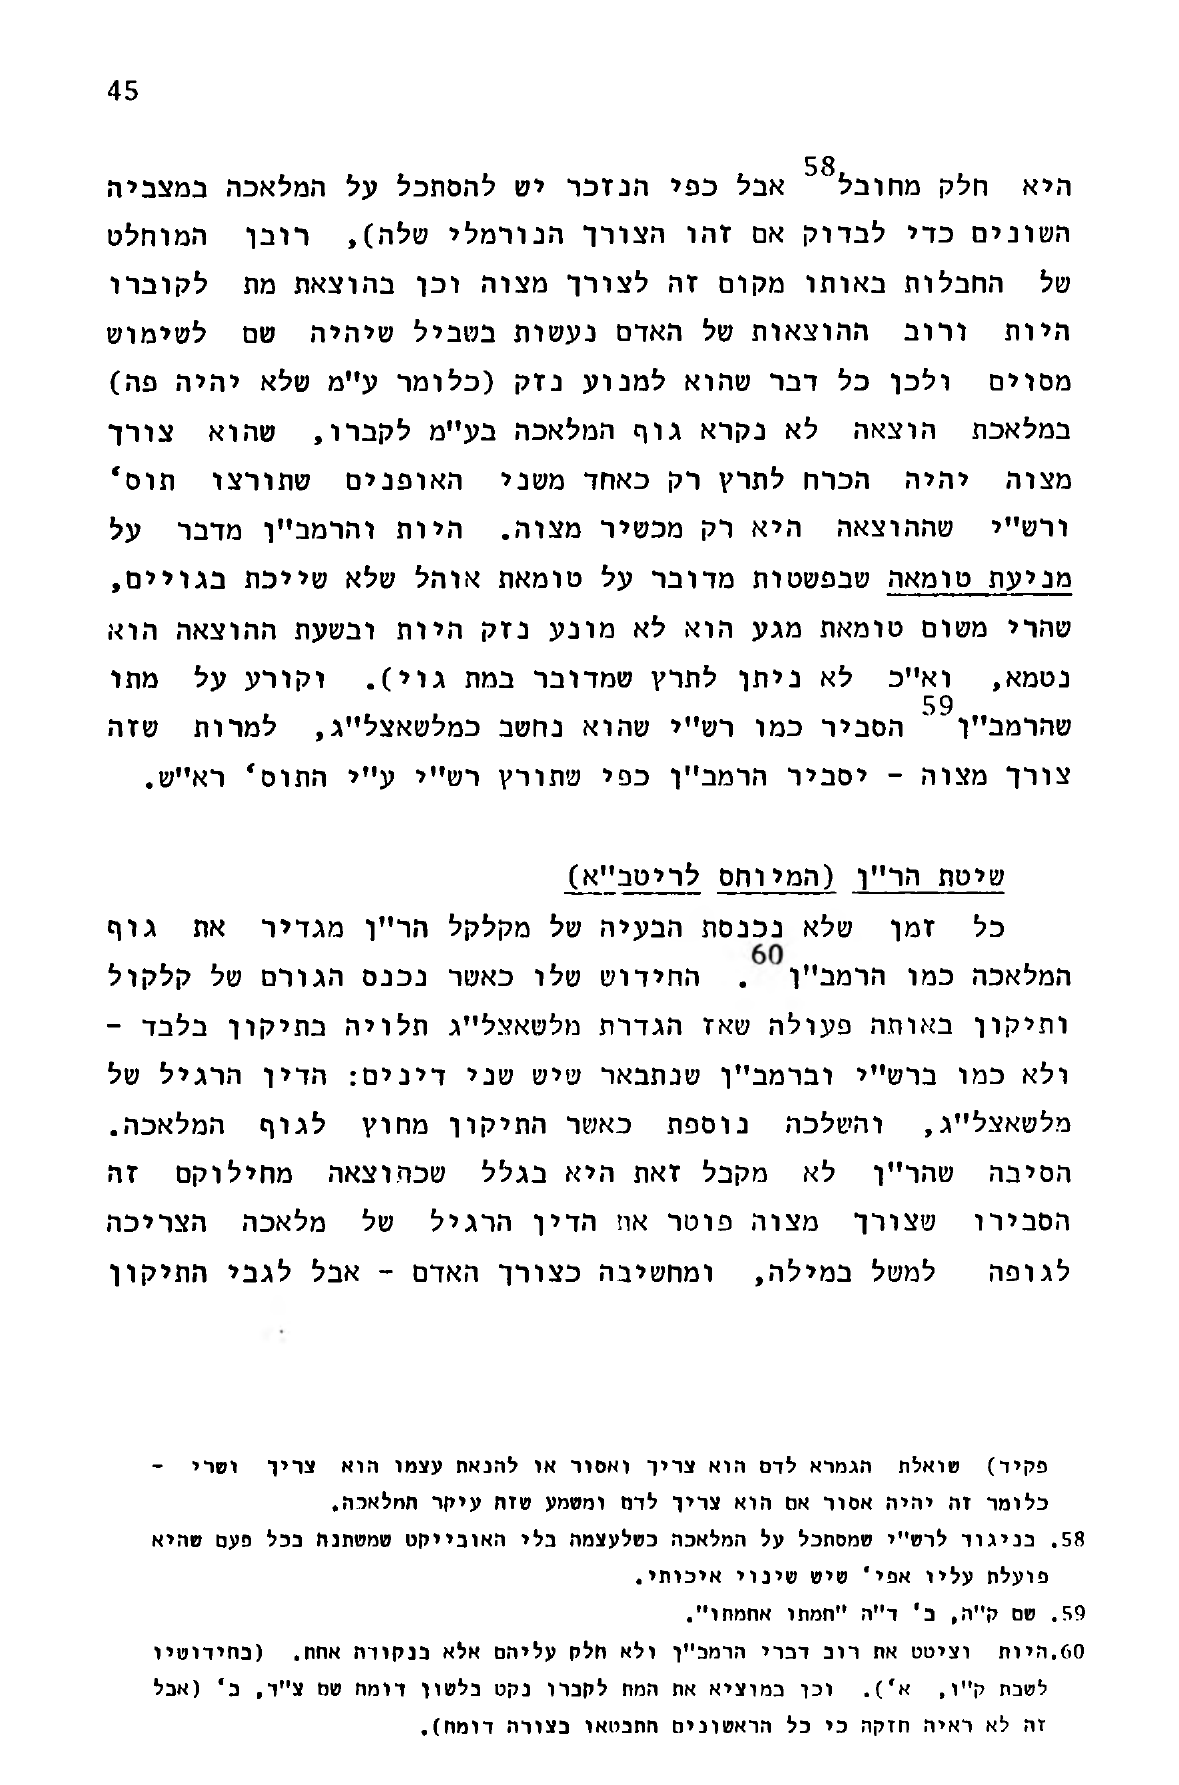 45
היא חלק מחובל58 אבל כפי הנזכר יש להסתכל על המלאכה במצביה
השונים כדי לבדוק אם זהו הצורך הנורמלי שלה), רובן המוחלט
של החבלות באותו מקום זה לצורך מצוה וכן בהוצאת מת לקוברו
היות ורוב ההוצאות של האדם נעשות בשביל שיהיה שם לשימוש
מסוים ולכן כל דבר שהוא למנוע נזק (כלומר ע"מ שלא יהיה פה)
במלאכת הוצאה לא נקרא גוף המלאכה בע"מ לקברו, שהוא צורך
מצוה יהיה הכרח לתרץ רק כאחד משני האופנים שתורצו תוס'
ורש"י שההוצאה היא רק מכשיר מצוה. היות והרמב"ן מדבר על
מניעת טומאה שבפשטות מדובר על טומאת אוהל שלא שייכת בגויים,
שהרי משום טומאת מגע הוא לא מונע נזק היות ובשעת ההוצאה הוא
נטמא, וא"כ לא ניתן לתרץ שמדובר במת גוי). וקורע על מתו
שהרמב"ן59 הסביר כמו רש"י שהוא נחשב כמלשאצל"ג, למרות שזה
צורך מצוה - יסביר הרמב"ן כפי שתורץ רש"י ע"י התוס' רא"ש.
שיטת הר"ן (המיוחס לריטב"א)
כל זמן שלא נכנסת הבעיה של מקלקל הר"ן מגדיר את גוף
המלאכה כמו הרמב"ן60. החידוש שלו כאשר נכנס הגורם של קלקול
ותיקון באותה פעולה שאז הגדרת מלשאצל"ג תלויה בתיקון בלבד -
ולא כמו ברש"י וברמב"ן שנתבאר שיש שני דינים: הדין הרגיל של
מלשאצל"ג, והשלכה נוספת כאשר התיקון מחוץ לגוף המלאכה.
הסיבה שהר"ן לא מקבל זאת היא בגלל שכתוצאה מחילוקם זה
הסבירו שצורך מצוה פוטר את הדין הרגיל של מלאכה הצריכה
לגופה למשל במילה, ומחשיבה כצורך האדם - אבל לגבי התיקון
פקיד) שואלת הגמרא לדם הוא צריך ואסור או להנאת עצמו הוא צריך ושרי -
כלומר זה יהיה אסור אם הוא צריך לדם ומשמע שזה עיקר המלאכה.
58. בניגוד לרש"י שמסתכל על המלאכה כשלעצמה בלי האובייקט שמשתנה בכל פעם שהיא
פועלת עליו אפי' שיש שינוי איכותי.
59. שם ק"ה, ב' ד"ה "חמתו אחמתו".
60.היות וציטט את רוב דברי הרמב"ן ולא חלק עליהם אלא בנקודה אחת. (בחידושיו
לשבת ק"ו, א'). וכן במוציא את המת לקברו נקט בלשון דומה שם צ"ד, ב' (אבל
זה לא ראיה חזקה כי כל הראשונים התבטאו בצורה דומה).